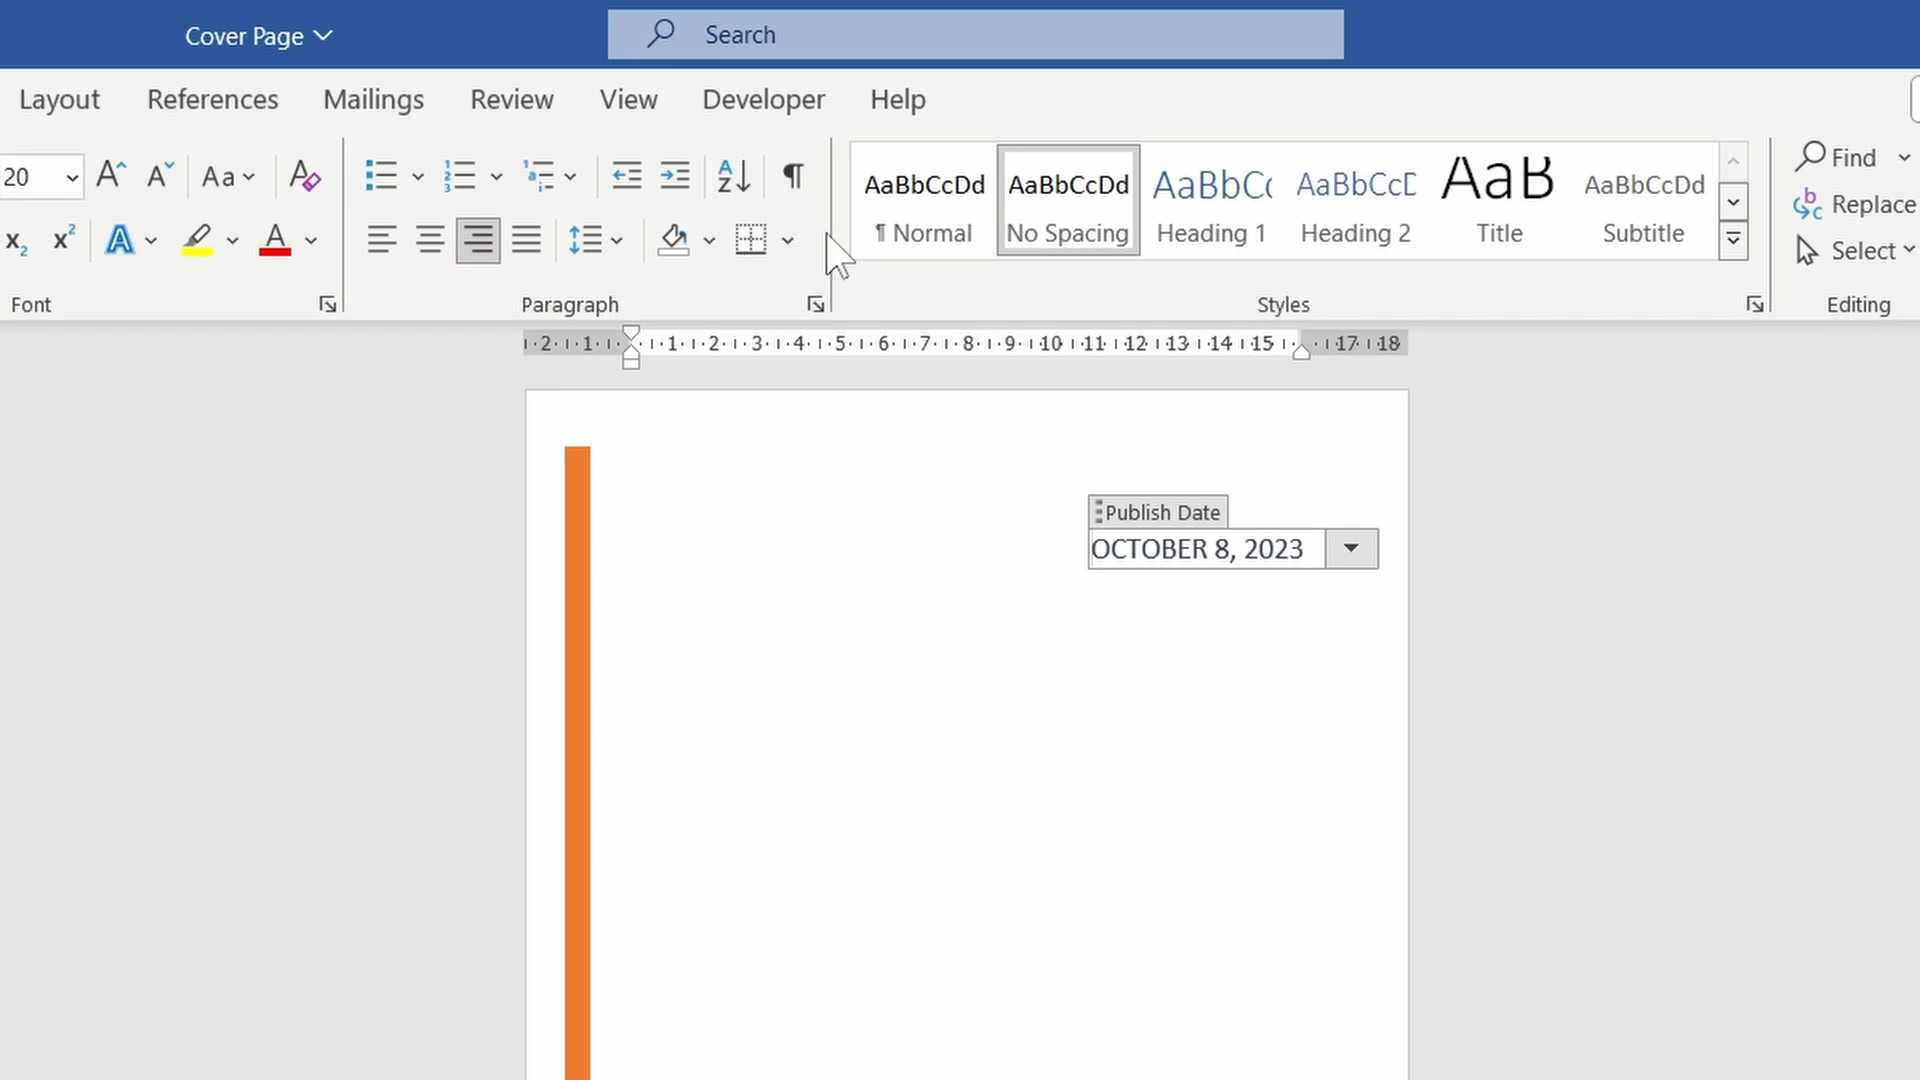 Cover Page
Search
Layout References Mailings Review View Developer Help
20 Aa
Find
AaBbCcDd AaBbCcDd AaBbC AaBbCcD AaB AaBbCcDd
Replace
¶ Normal No Spacing Heading 1 Heading 2 Title Subtitle
Select
Font Paragraph Styles Editing
2 1 1 2 3 4 5 6 7 8 9 10 11 12 13 14 15 17 18
Publish Date
OCTOBER 8, 2023